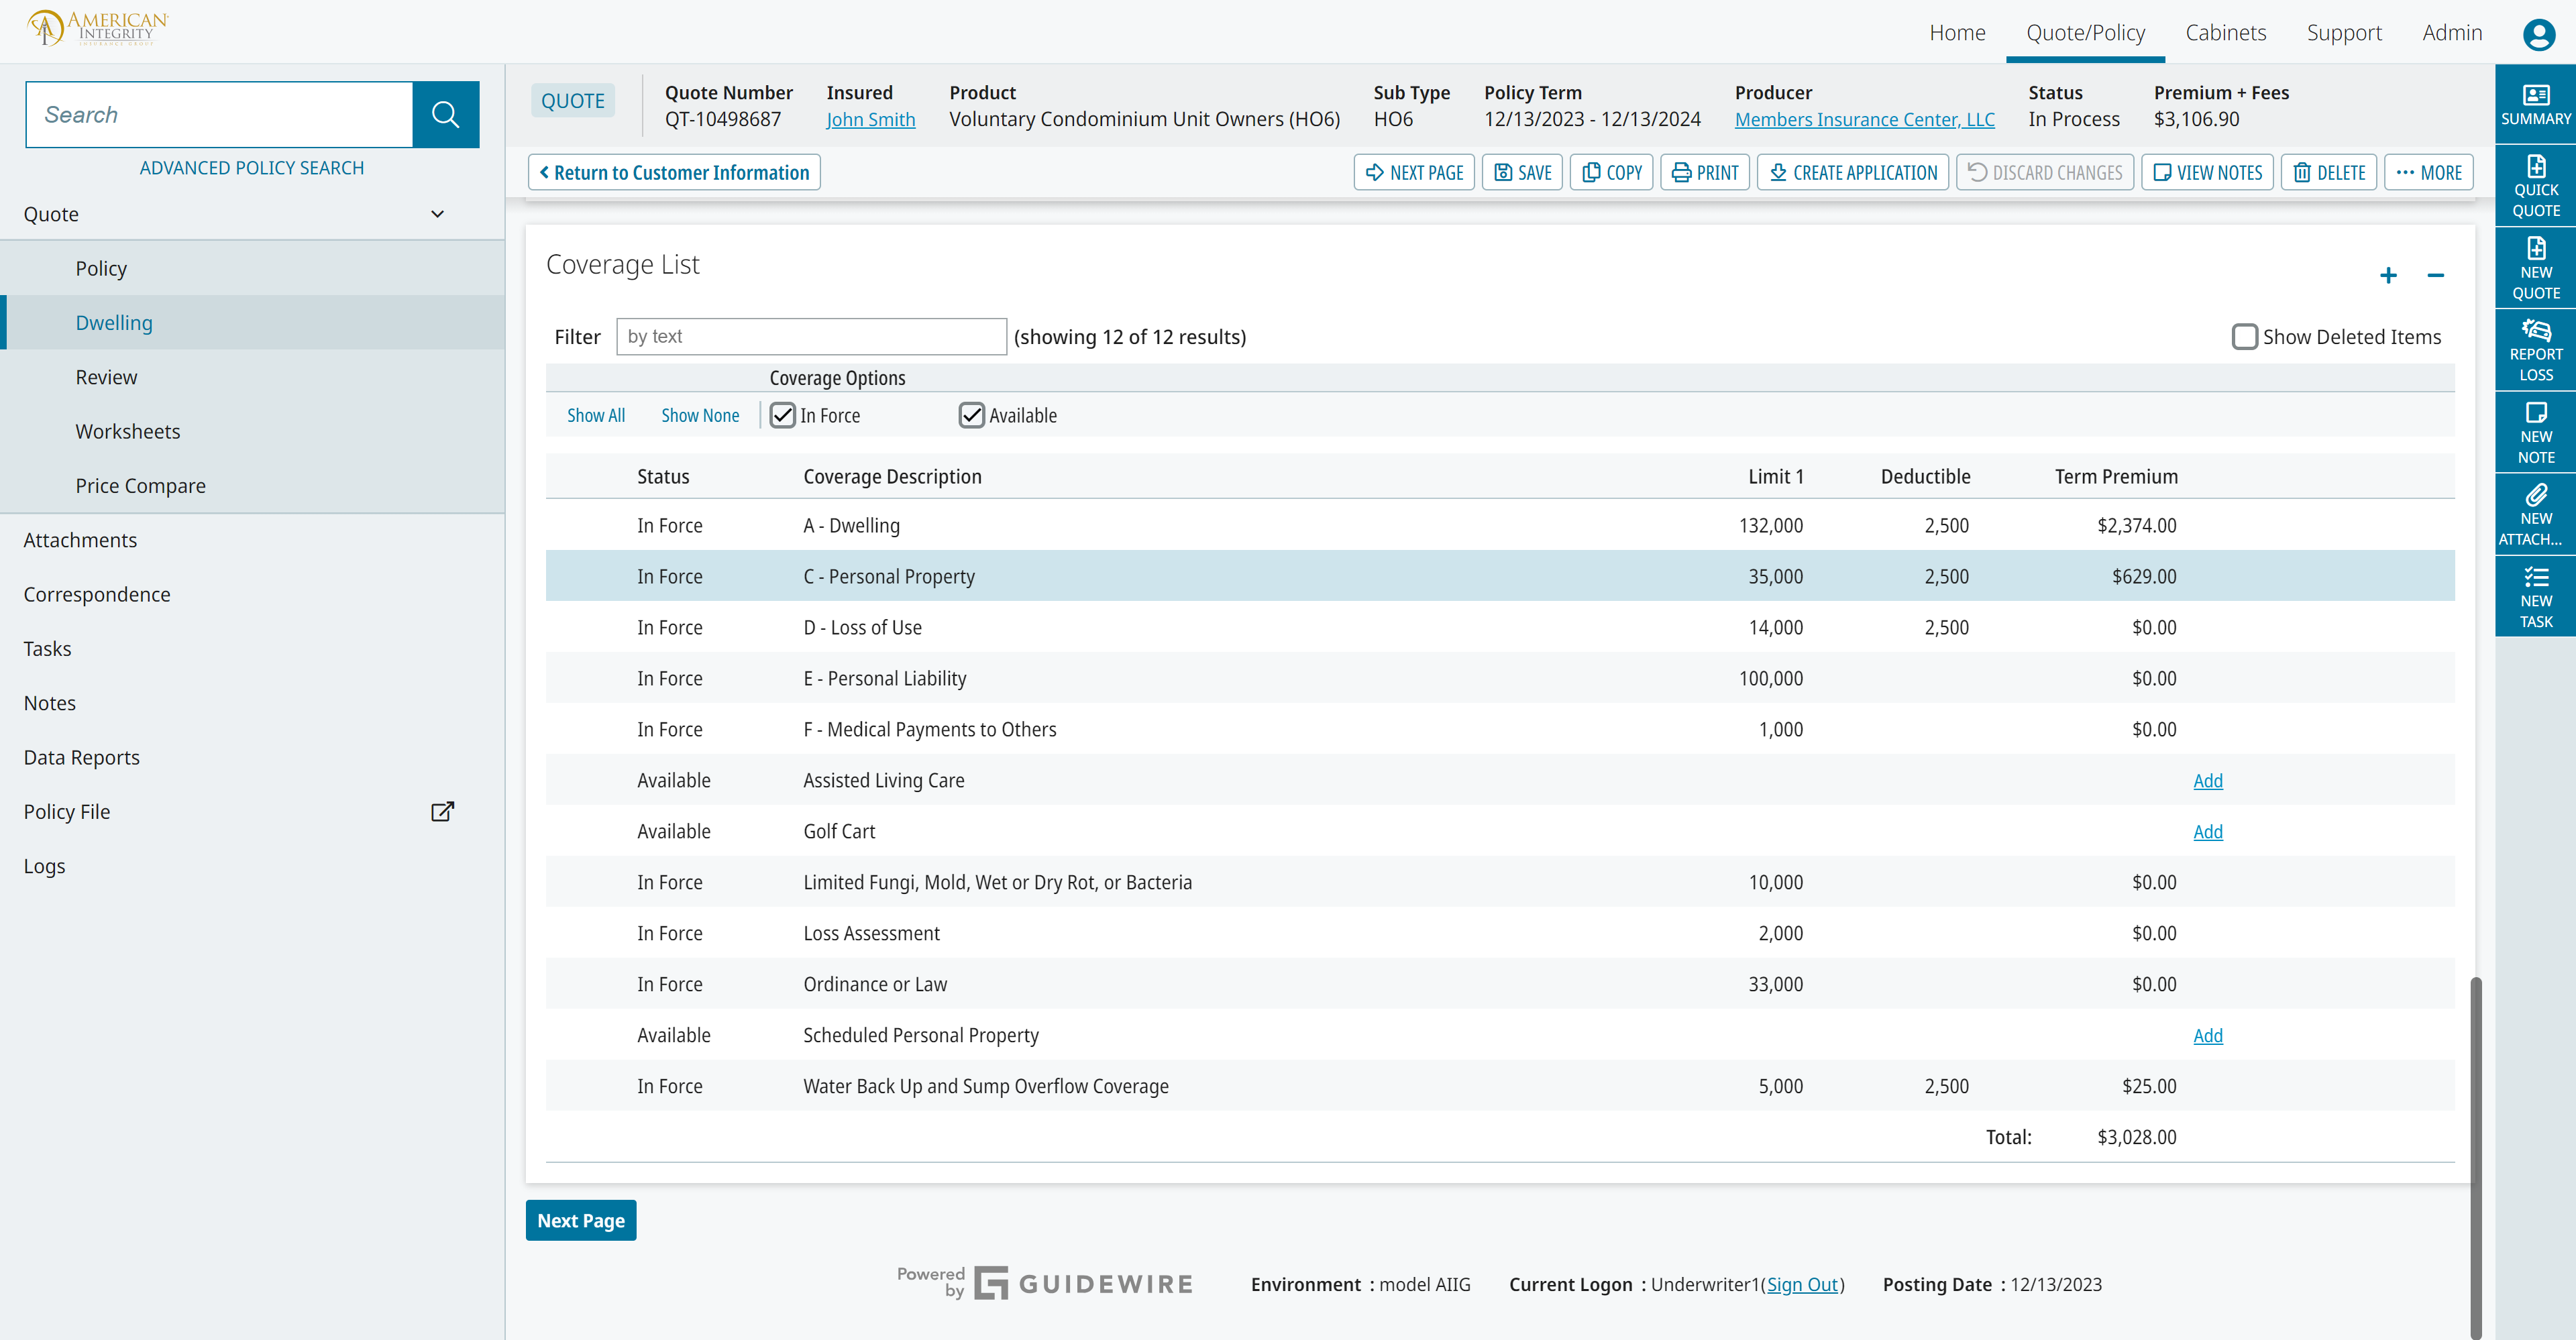 AMERICAN
INTEGRITY
INSURANCE GROUP
Home Quote/Policy Cabinets Support Admin
Search
ADVANCED POLICY SEARCH
Quote
Policy
Dwelling
Review
Worksheets
Price Compare
Attachments
Correspondence
Tasks
Notes
Data Reports
Policy File
Logs
QUOTE
Quote Number Insured Product Sub Type Policy Term Producer Status Premium + Fees
QT-10498687 John Smith Voluntary Condominium Unit Owners (HO6) HO6 12/13/2023 - 12/13/2024 Members Insurance Center, LLC In Process $3,106.90
Return to Customer Information NEXT PAGE SAVE COPY PRINT CREATE APPLICATION DISCARD CHANGES VIEW NOTES DELETE MORE
Coverage List
Filter by text (showing 12 of 12 results) Show Deleted Items
Coverage Options
Show All Show None In Force Available
Status Coverage Description Limit 1 Deductible Term Premium
In Force A - Dwelling 132,000 2,500 $2,374.00
In Force C - Personal Property 35,000 2,500 $629.00
In Force D - Loss of Use 14,000 2,500 $0.00
In Force E - Personal Liability 100,000 $0.00
In Force F - Medical Payments to Others 1,000 $0.00
Available Assisted Living Care Add
Available Golf Cart Add
In Force Limited Fungi, Mold, Wet or Dry Rot, or Bacteria 10,000 $0.00
In Force Loss Assessment 2,000 $0.00
In Force Ordinance or Law 33,000 $0.00
Available Scheduled Personal Property Add
In Force Water Back Up and Sump Overflow Coverage 5,000 2,500 $25.00
Total: $3,028.00
Next Page
Powered
by GUIDEWIRE
Environment : model AIIG Current Logon : Underwriter1(Sign Out) Posting Date : 12/13/2023
SUMMARY
QUICK
QUOTE
NEW
QUOTE
REPORT
LOSS
NEW
NOTE
NEW
ATTACH...
NEW
TASK